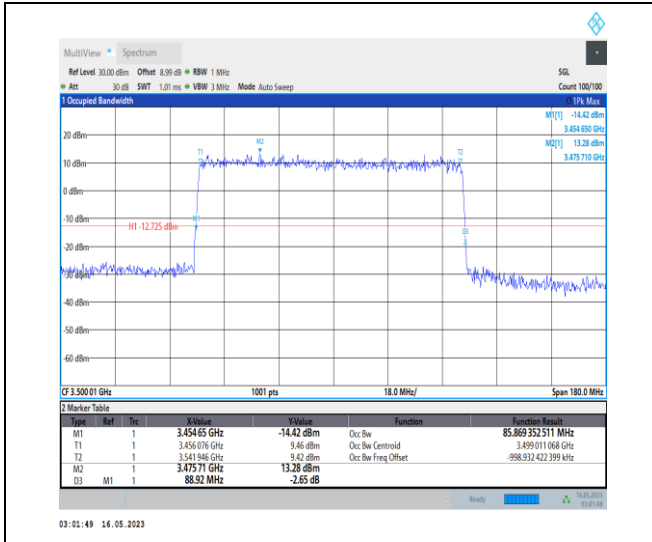 MultiView Spectrum
Ref Level 30.00 dBm Offset 8.99 dB RBW 1 MHz SGL
Att 30 dB SWT 1.01 ms VBW 3 MHz Mode Auto Sweep Count 100/100
1 Occupied Bandwidth 1Pk Max
M1[1] -14.42 dBm
3.454 650 GHz
M2[1] 13.28 dBm
3.475 710 GHz
20 dBm
M2
T1
T2
10 dBm
0 dBm
-10 dBm
M1
H1 -12.725 dBm
D3
-20 dBm
-30 dBm
-40 dBm
-50 dBm
-60 dBm
CF 3.500 01 GHz 1001 pts 18.0 MHz/ Span 180.0 MHz
2 Marker Table
Type Ref Trc X-Value Y-Value Function Function Result
M1 1 3.454 65 GHz -14.42 dBm Occ Bw 85.869 352 511 MHz
T1 1 3.456 076 GHz 9.46 dBm Occ Bw Centroid 3.499 011 068 GHz
T2 1 3.541 946 GHz 9.42 dBm Occ Bw Freq Offset -998.932 422 399 kHz
M2 1 3.475 71 GHz 13.28 dBm
D3 M1 1 88.92 MHz -2.65 dB
Ready 16.05.2023
03:01:48
03:01:49 16.05.2023